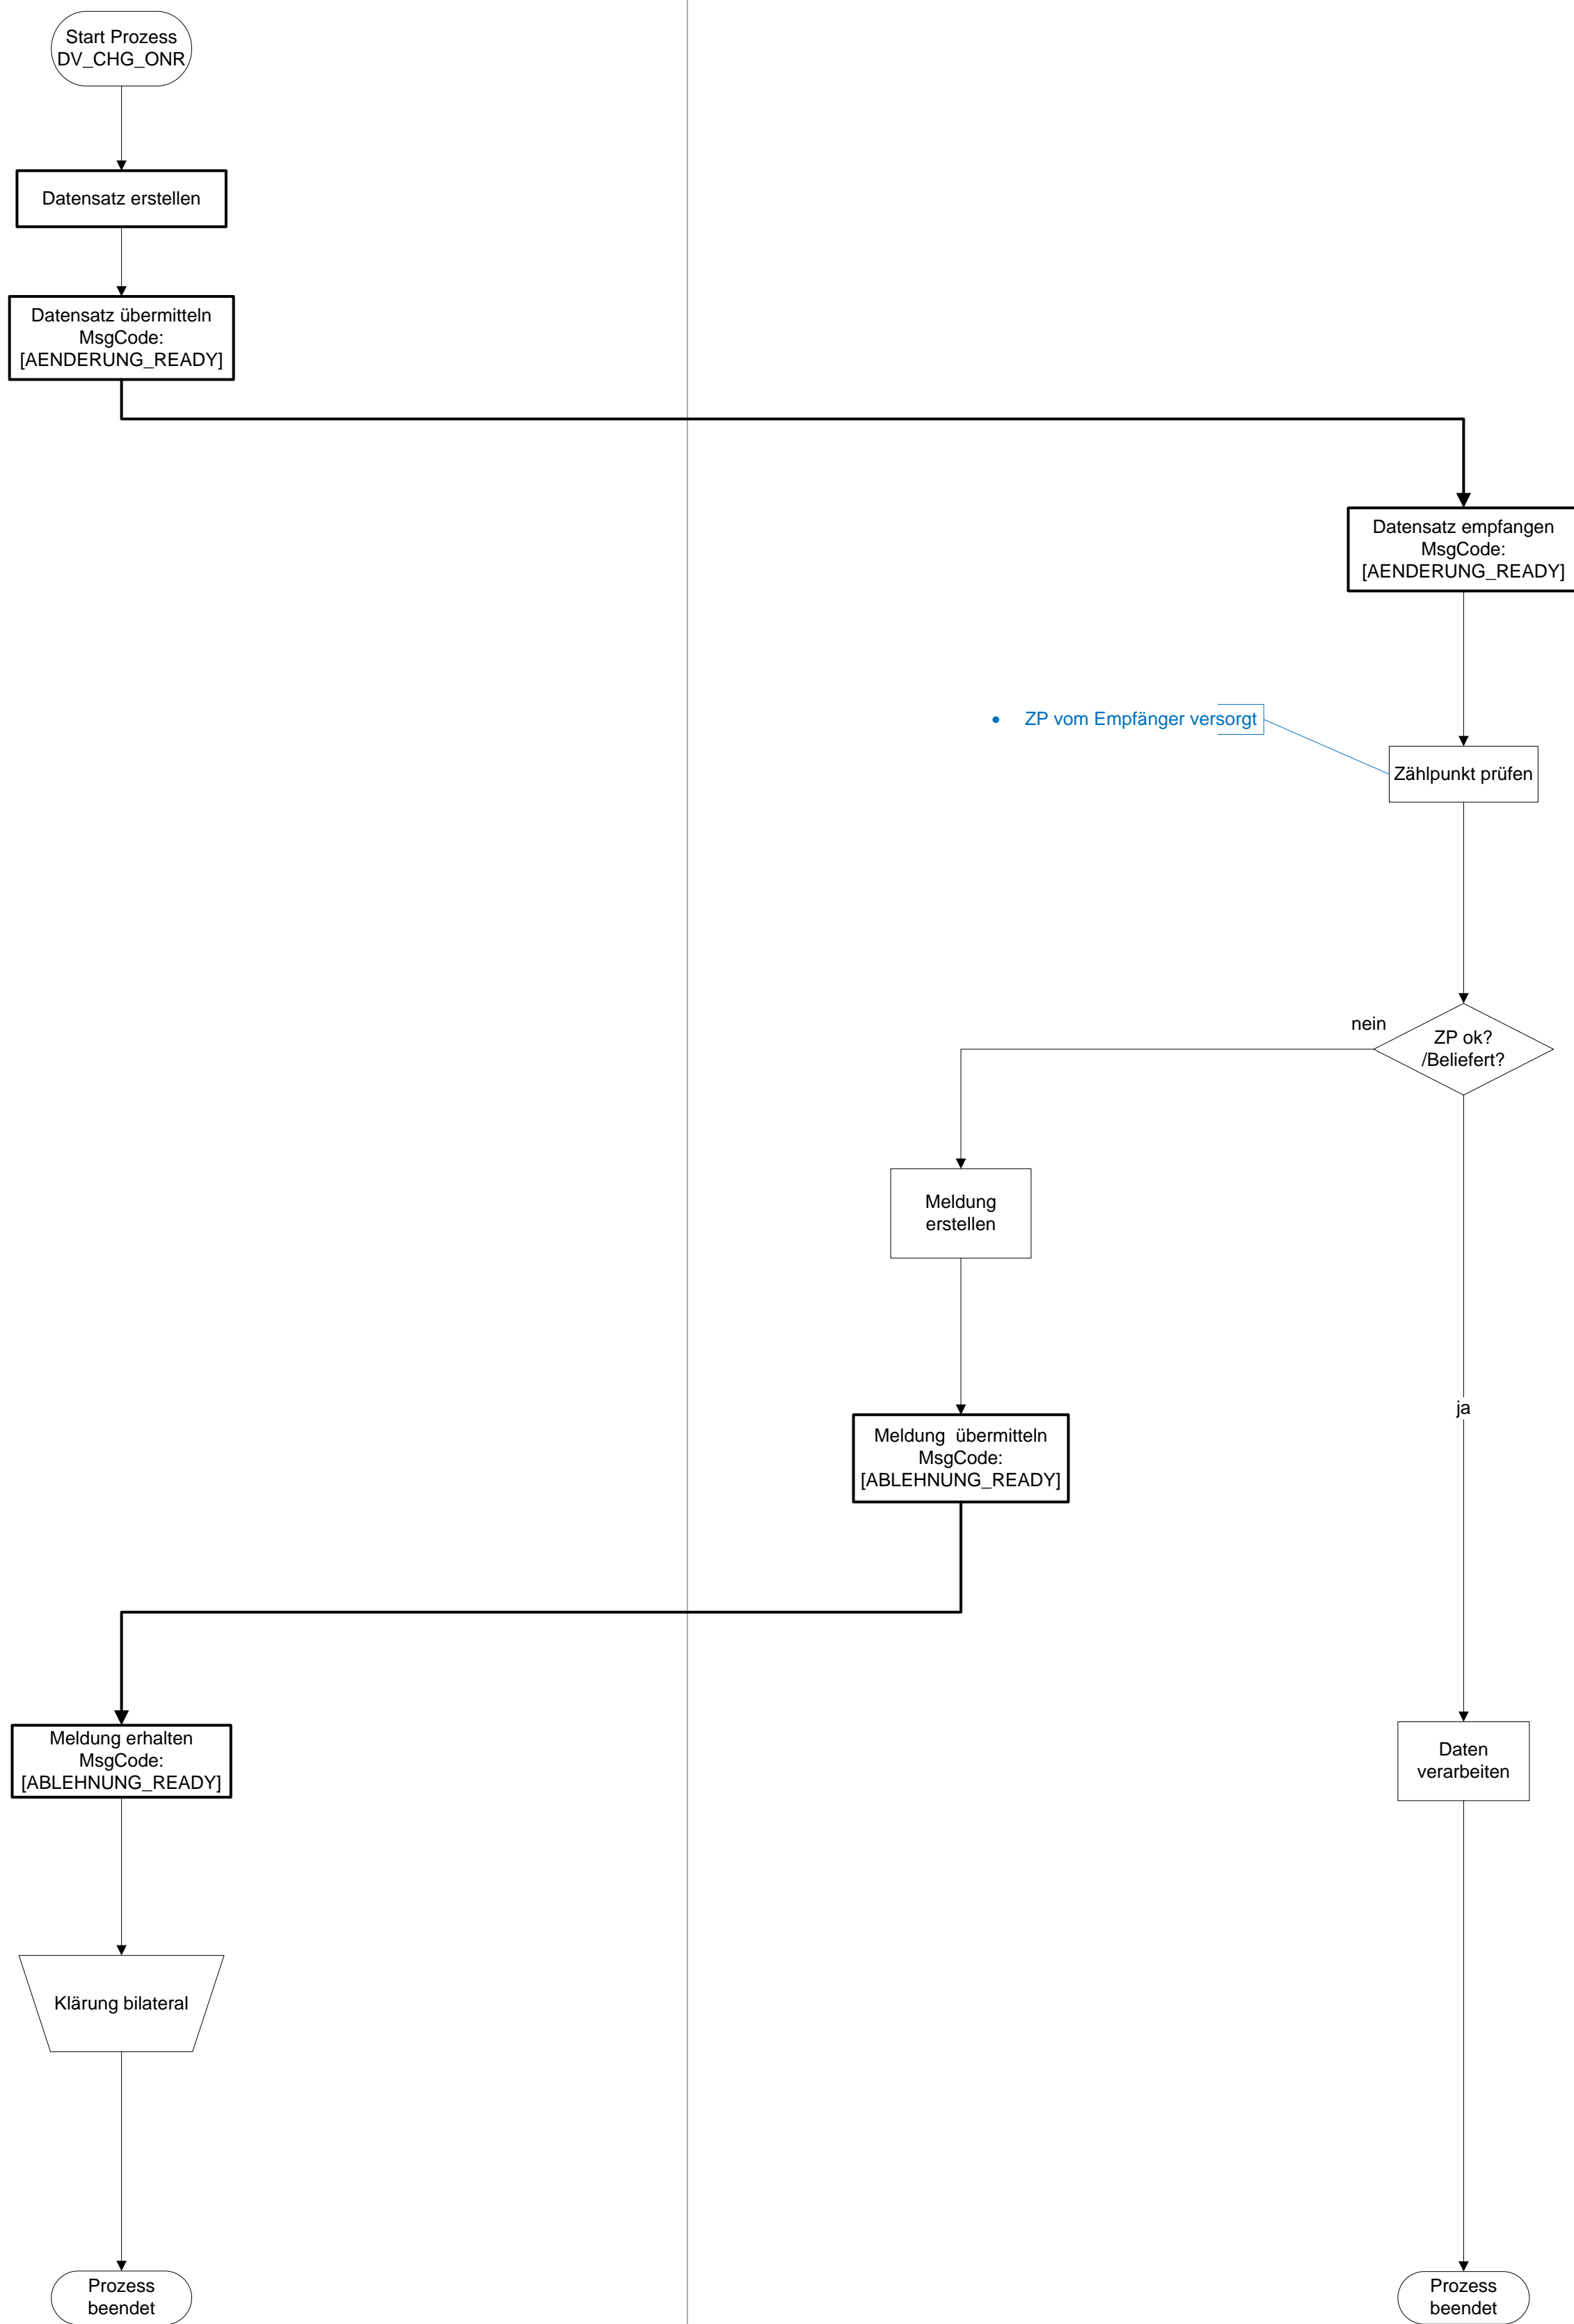 Start Prozess
DV_CHG_ONR
Datensatz erstellen
Datensatz übermitteln
MsgCode:
[AENDERUNG_READY]
Datensatz empfangen
MsgCode:
[AENDERUNG_READY]
• ZP vom Empfänger versorgt
Zählpunkt prüfen
nein
ZP ok?
/Beliefert?
Meldung
erstellen
ja
Meldung übermitteln
MsgCode:
[ABLEHNUNG_READY]
Meldung erhalten
MsgCode:
[ABLEHNUNG_READY]
Daten
verarbeiten
Klärung bilateral
Prozess
beendet
Prozess
beendet